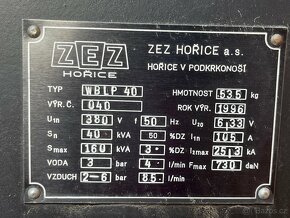 ZEZ
HOŘICE
ZEZ HOŘICE a.s.
HOŘICE V PODKRKONOŠÍ
TYP WBLP 40 HMOTNOST 535 kg
VÝR. Č. 040 ROK VÝR. 1996
U1n 380 V f 50 Hz U20 6,33 V
Sn 40 kVA 50 %DZ I1n 105 A
Smax 160 kVA 3 %DZ I2max 25,3 kA
VODA 3 bar 4 l/min Fmax 730 daN
VZDUCH 2-6 bar 85 l/min